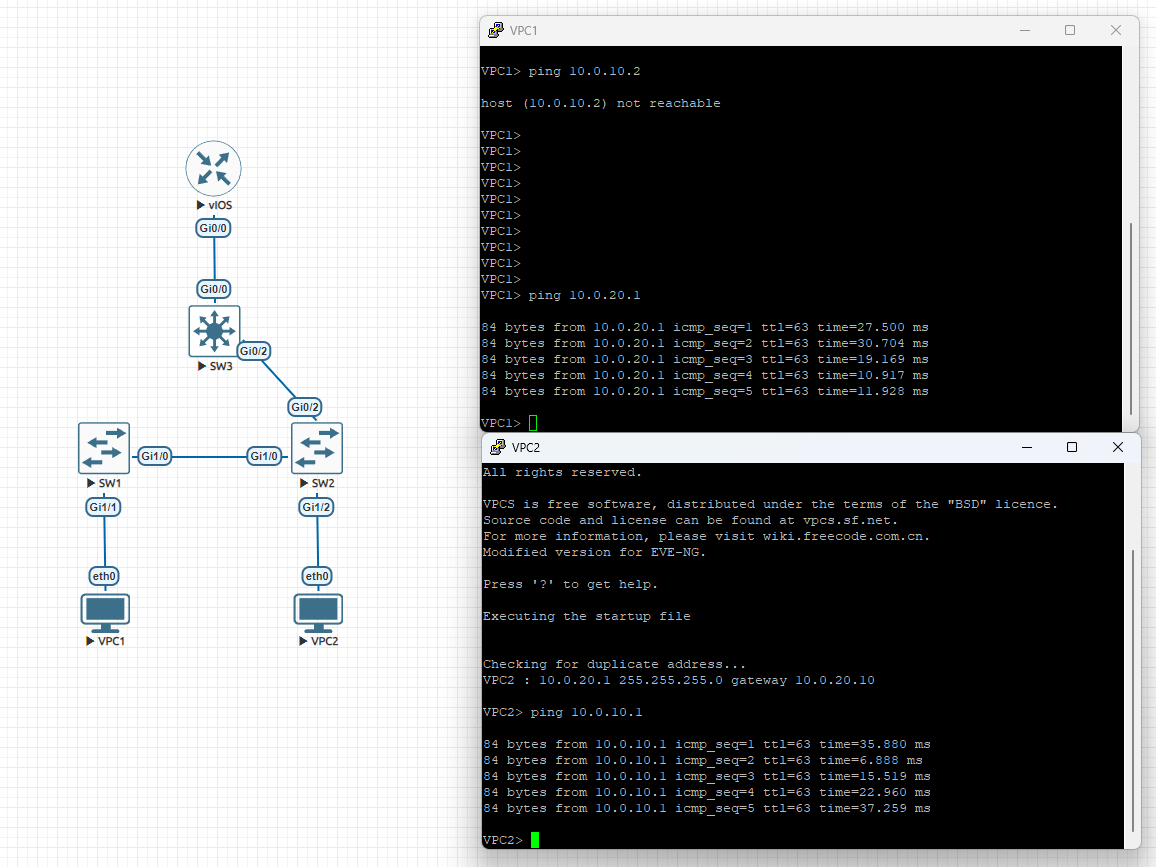 vIOS
Gi0/0
Gi0/0
SW3
Gi0/2
Gi0/2
Gi1/0
Gi1/0
SW1
SW2
Gi1/1
Gi1/2
eth0
eth0
VPC1
VPC2
VPC1
VPC1> ping 10.0.10.2
host (10.0.10.2) not reachable
VPC1>
VPC1>
VPC1>
VPC1>
VPC1>
VPC1>
VPC1>
VPC1>
VPC1>
VPC1>
VPC1> ping 10.0.20.1
84 bytes from 10.0.20.1 icmp_seq=1 ttl=63 time=27.500 ms
84 bytes from 10.0.20.1 icmp_seq=2 ttl=63 time=30.704 ms
84 bytes from 10.0.20.1 icmp_seq=3 ttl=63 time=19.169 ms
84 bytes from 10.0.20.1 icmp_seq=4 ttl=63 time=10.917 ms
84 bytes from 10.0.20.1 icmp_seq=5 ttl=63 time=11.928 ms
VPC1>
VPC2
All rights reserved.
VPCS is free software, distributed under the terms of the "BSD" licence.
Source code and license can be found at vpcs.sf.net.
For more information, please visit wiki.freecode.com.cn.
Modified version for EVE-NG.
Press '?' to get help.
Executing the startup file
Checking for duplicate address...
VPC2 : 10.0.20.1 255.255.255.0 gateway 10.0.20.10
VPC2> ping 10.0.10.1
84 bytes from 10.0.10.1 icmp_seq=1 ttl=63 time=35.880 ms
84 bytes from 10.0.10.1 icmp_seq=2 ttl=63 time=6.888 ms
84 bytes from 10.0.10.1 icmp_seq=3 ttl=63 time=15.519 ms
84 bytes from 10.0.10.1 icmp_seq=4 ttl=63 time=22.960 ms
84 bytes from 10.0.10.1 icmp_seq=5 ttl=63 time=37.259 ms
VPC2>